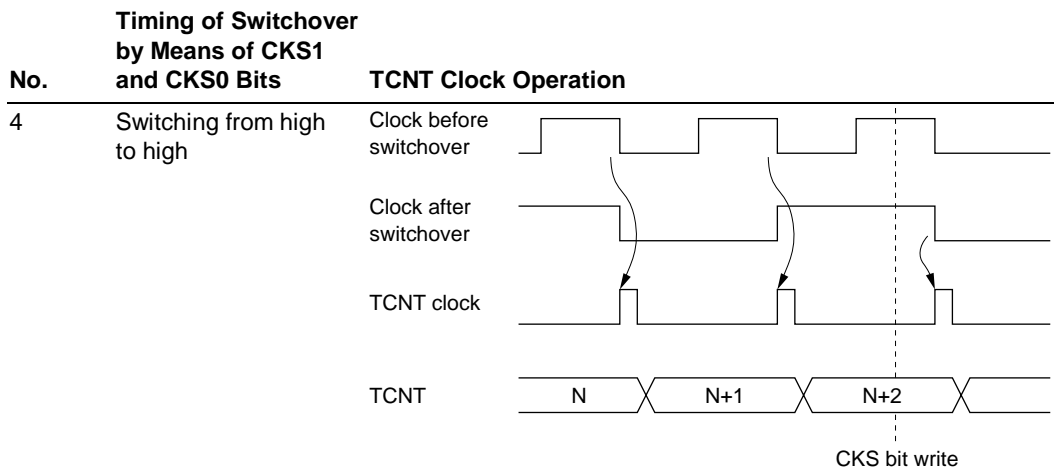 No.
Timing of Switchover
by Means of CKS1
and CKS0 Bits
TCNT Clock Operation
4
Switching from high
to high
Clock before
switchover
Clock after
switchover
TCNT clock
TCNT
N
N+1
N+2
CKS bit write